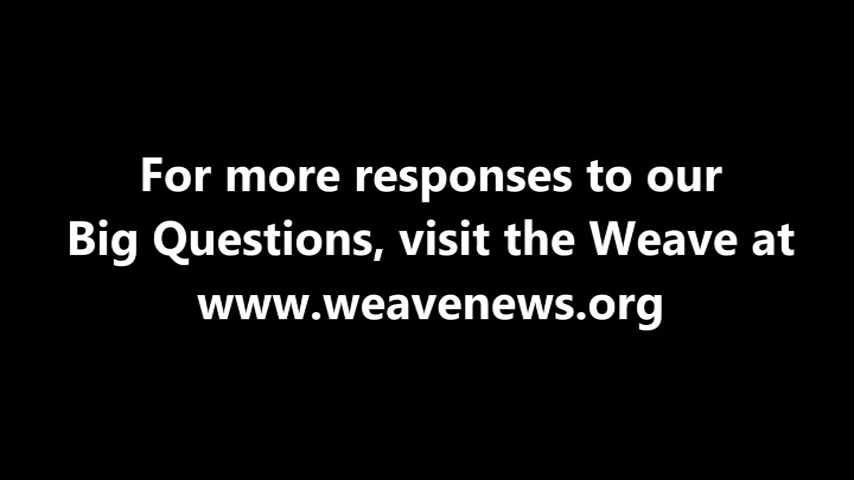 For more responses to our
Big Questions, visit the Weave at
www.weavenews.org